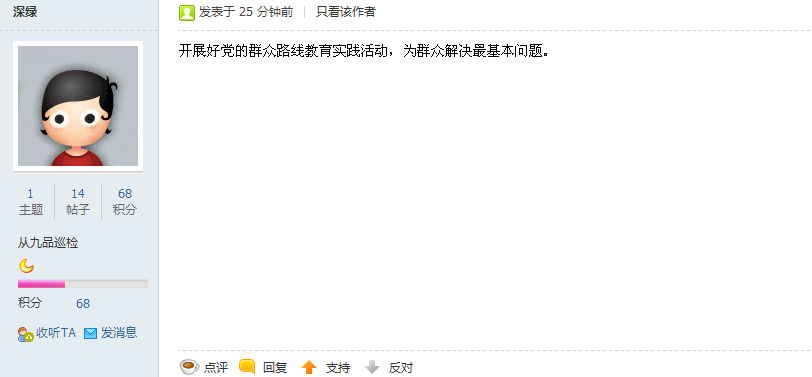 深绿
发表于 25 分钟前 | 只看该作者
开展好党的群众路线教育实践活动，为群众解决最基本问题。
1 14 68
主题 帖子 积分
从九品巡检
积分 68
收听TA 发消息
点评 回复 支持 反对